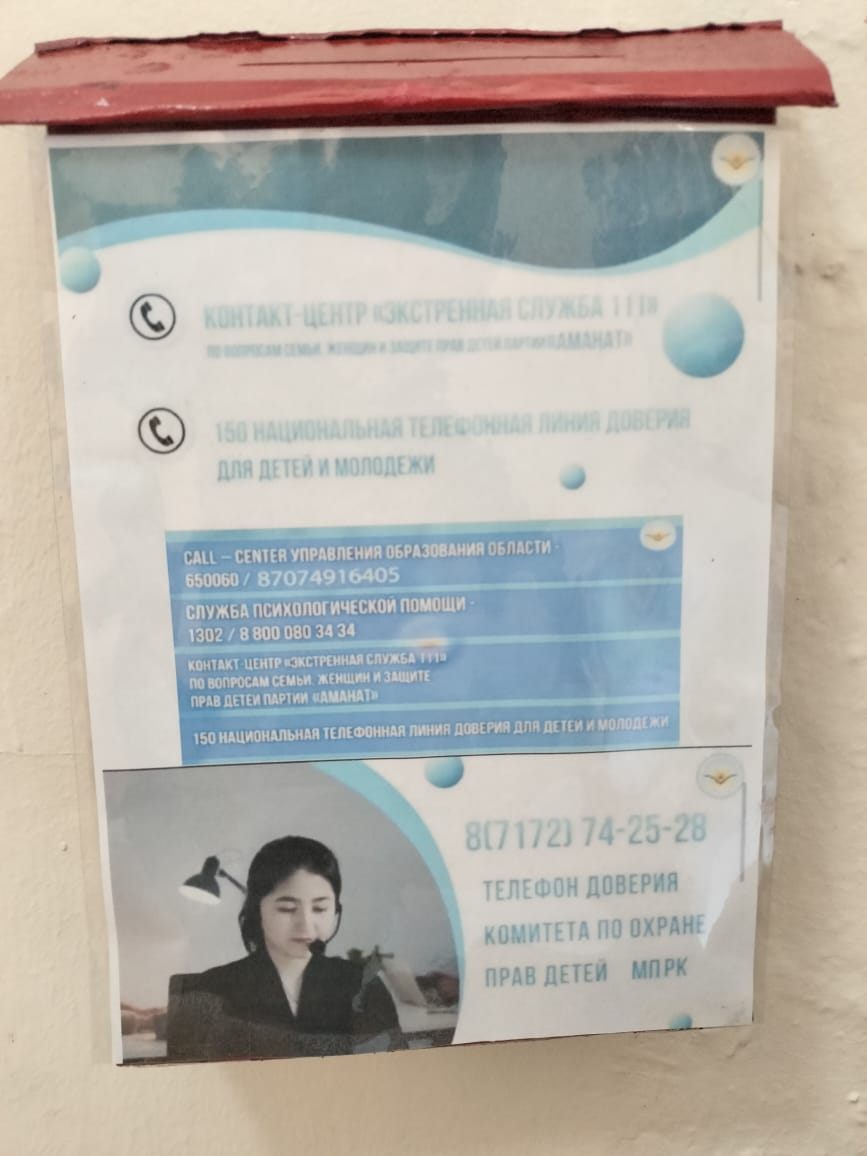 КОНТАКТ-ЦЕНТР «ЭКСТРЕННАЯ СЛУЖБА 111»
ПО ВОПРОСАМ СЕМЬИ, ЖЕНЩИН И ЗАЩИТЕ ПРАВ ДЕТЕЙ ПАРТИИ «АМАНАТ»
150 НАЦИОНАЛЬНАЯ ТЕЛЕФОННАЯ ЛИНИЯ ДОВЕРИЯ
ДЛЯ ДЕТЕЙ И МОЛОДЕЖИ
CALL – CENTER УПРАВЛЕНИЯ ОБРАЗОВАНИЯ ОБЛАСТИ -
650060 / 87074916405
СЛУЖБА ПСИХОЛОГИЧЕСКОЙ ПОМОЩИ -
1302 / 8 800 080 34 34
КОНТАКТ-ЦЕНТР «ЭКСТРЕННАЯ СЛУЖБА 111»
ПО ВОПРОСАМ СЕМЬИ, ЖЕНЩИН И ЗАЩИТЕ
ПРАВ ДЕТЕЙ ПАРТИИ «АМАНАТ»
150 НАЦИОНАЛЬНАЯ ТЕЛЕФОННАЯ ЛИНИЯ ДОВЕРИЯ ДЛЯ ДЕТЕЙ И МОЛОДЕЖИ
8(7172) 74-25-28
ТЕЛЕФОН ДОВЕРИЯ
КОМИТЕТА ПО ОХРАНЕ
ПРАВ ДЕТЕЙ МП РК